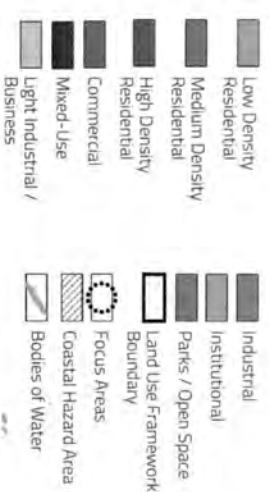 Low Density
Residential
Medium Density
Residential
High Density
Residential
Commercial
Mixed-Use
Light Industrial /
Business
Industrial
Institutional
Parks / Open Space
Land Use Framework
Boundary
Focus Areas
Coastal Hazard Area
Bodies of Water